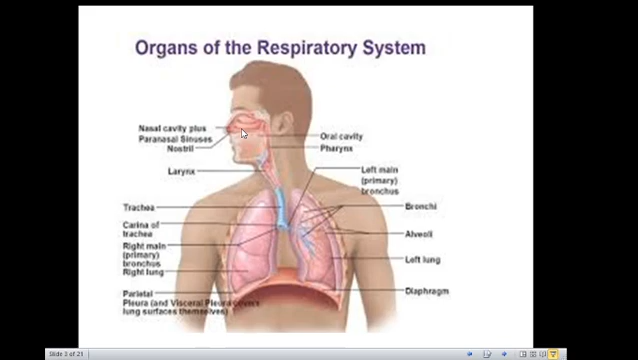 Organs of the Respiratory System
Nasal cavity plus
Paranasal Sinuses
Nostril
Oral cavity
Pharynx
Larynx
Left main
(primary)
bronchus
Trachea
Bronchi
Carina of
trachea
Alveoli
Right main
(primary)
bronchus
Right lung
Left lung
Parietal
Pleura (and Visceral Pleura covers
lung surfaces themselves)
Diaphragm
Slide 3 of 21